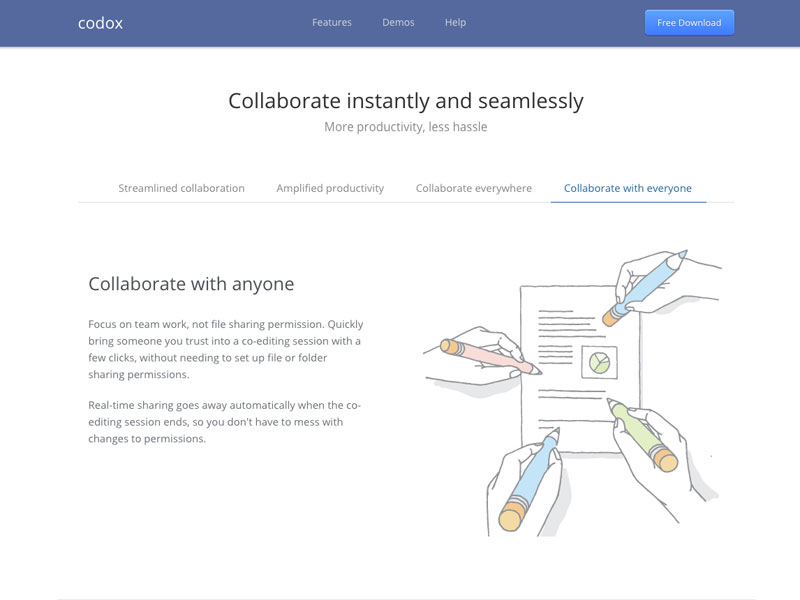 codox
Features
Demos
Help
Free Download
Collaborate instantly and seamlessly
More productivity, less hassle
Streamlined collaboration
Amplified productivity
Collaborate everywhere
Collaborate with everyone
Collaborate with anyone
Focus on team work, not file sharing permission. Quickly
bring someone you trust into a co-editing session with a
few clicks, without needing to set up file or folder
sharing permissions.
Real-time sharing goes away automatically when the co-
editing session ends, so you don't have to mess with
changes to permissions.